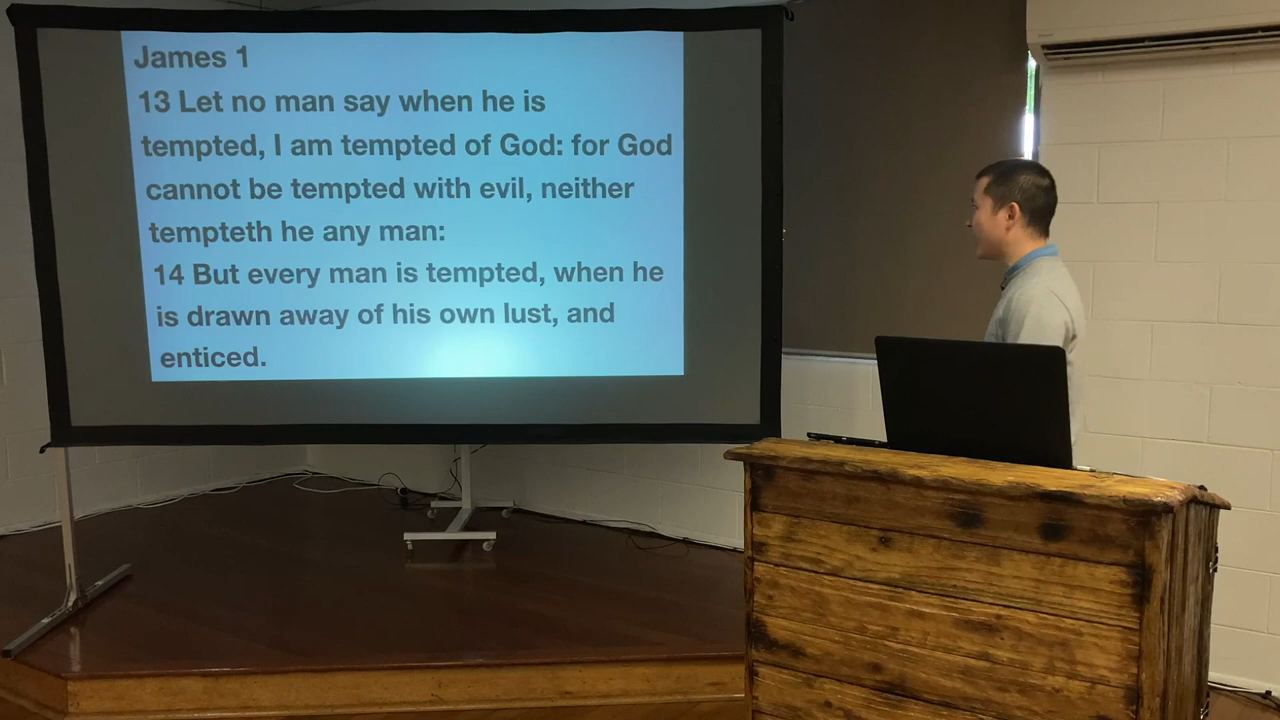 James 1
13 Let no man say when he is
tempted, I am tempted of God: for God
cannot be tempted with evil, neither
tempteth he any man:
14 But every man is tempted, when he
is drawn away of his own lust, and
enticed.